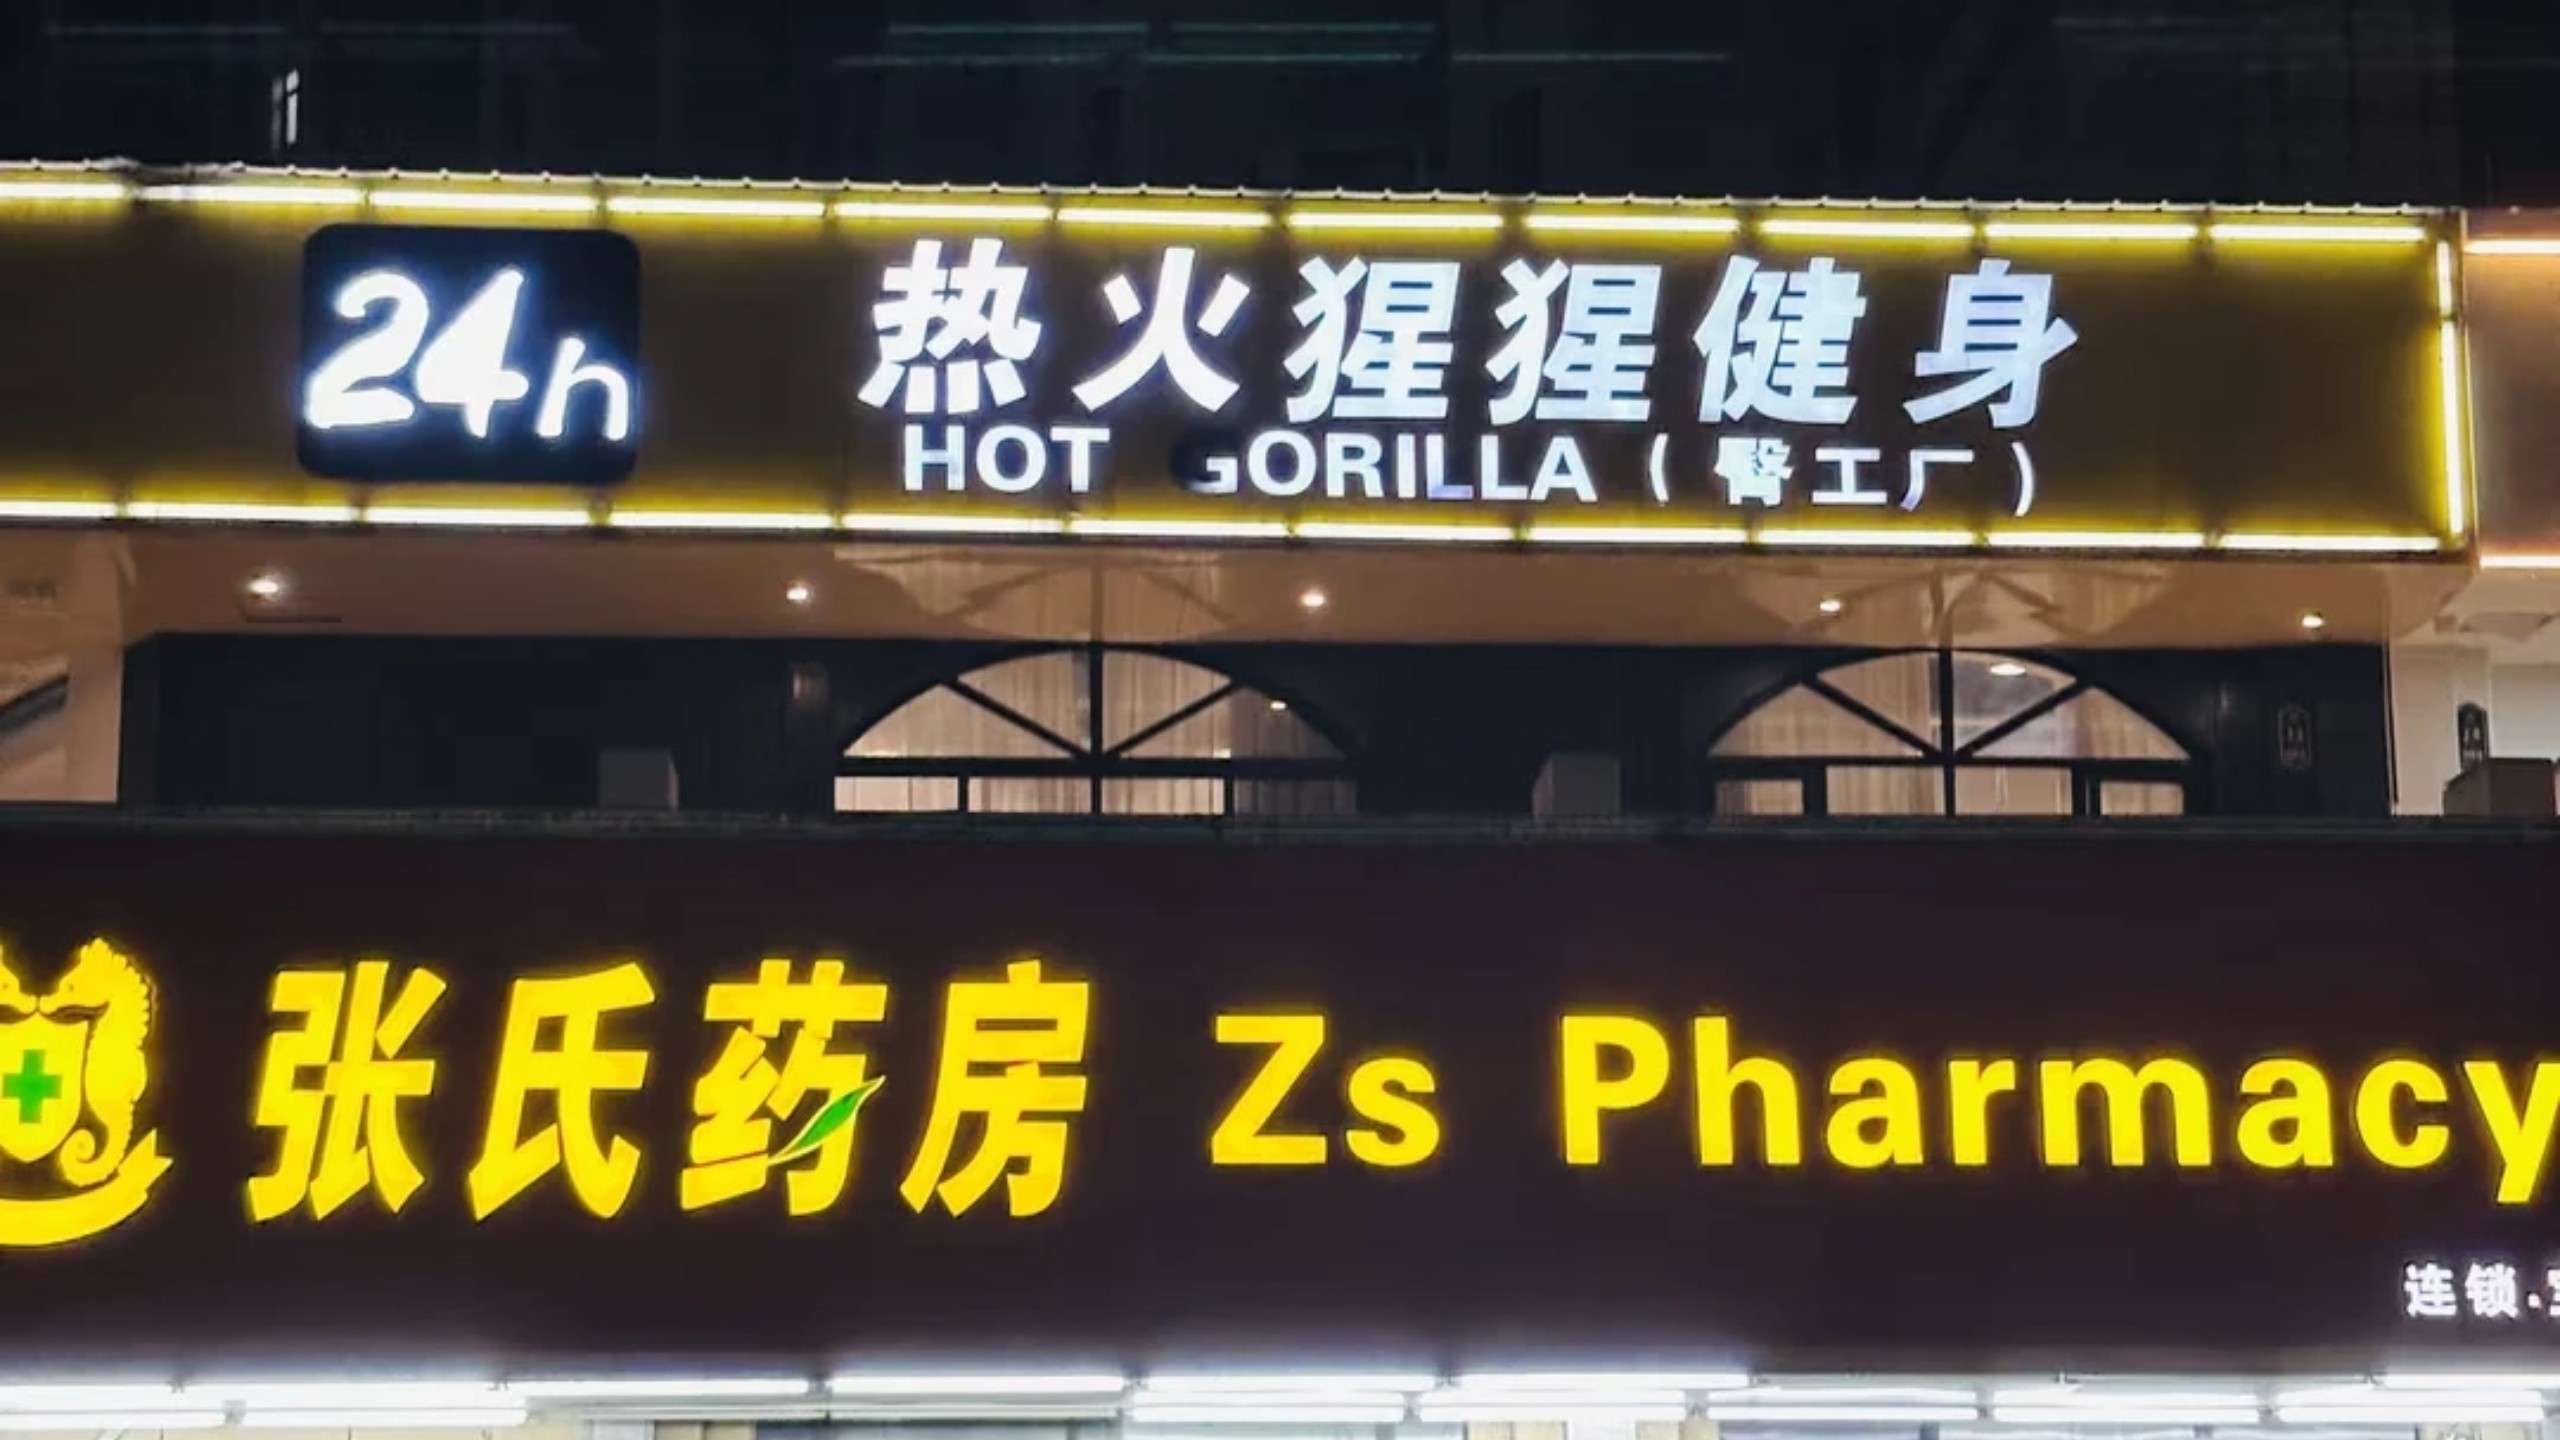 24h
热火猩猩健身
HOT GORILLA(臀工厂)
张氏药房 Zs Pharmacy
连锁·